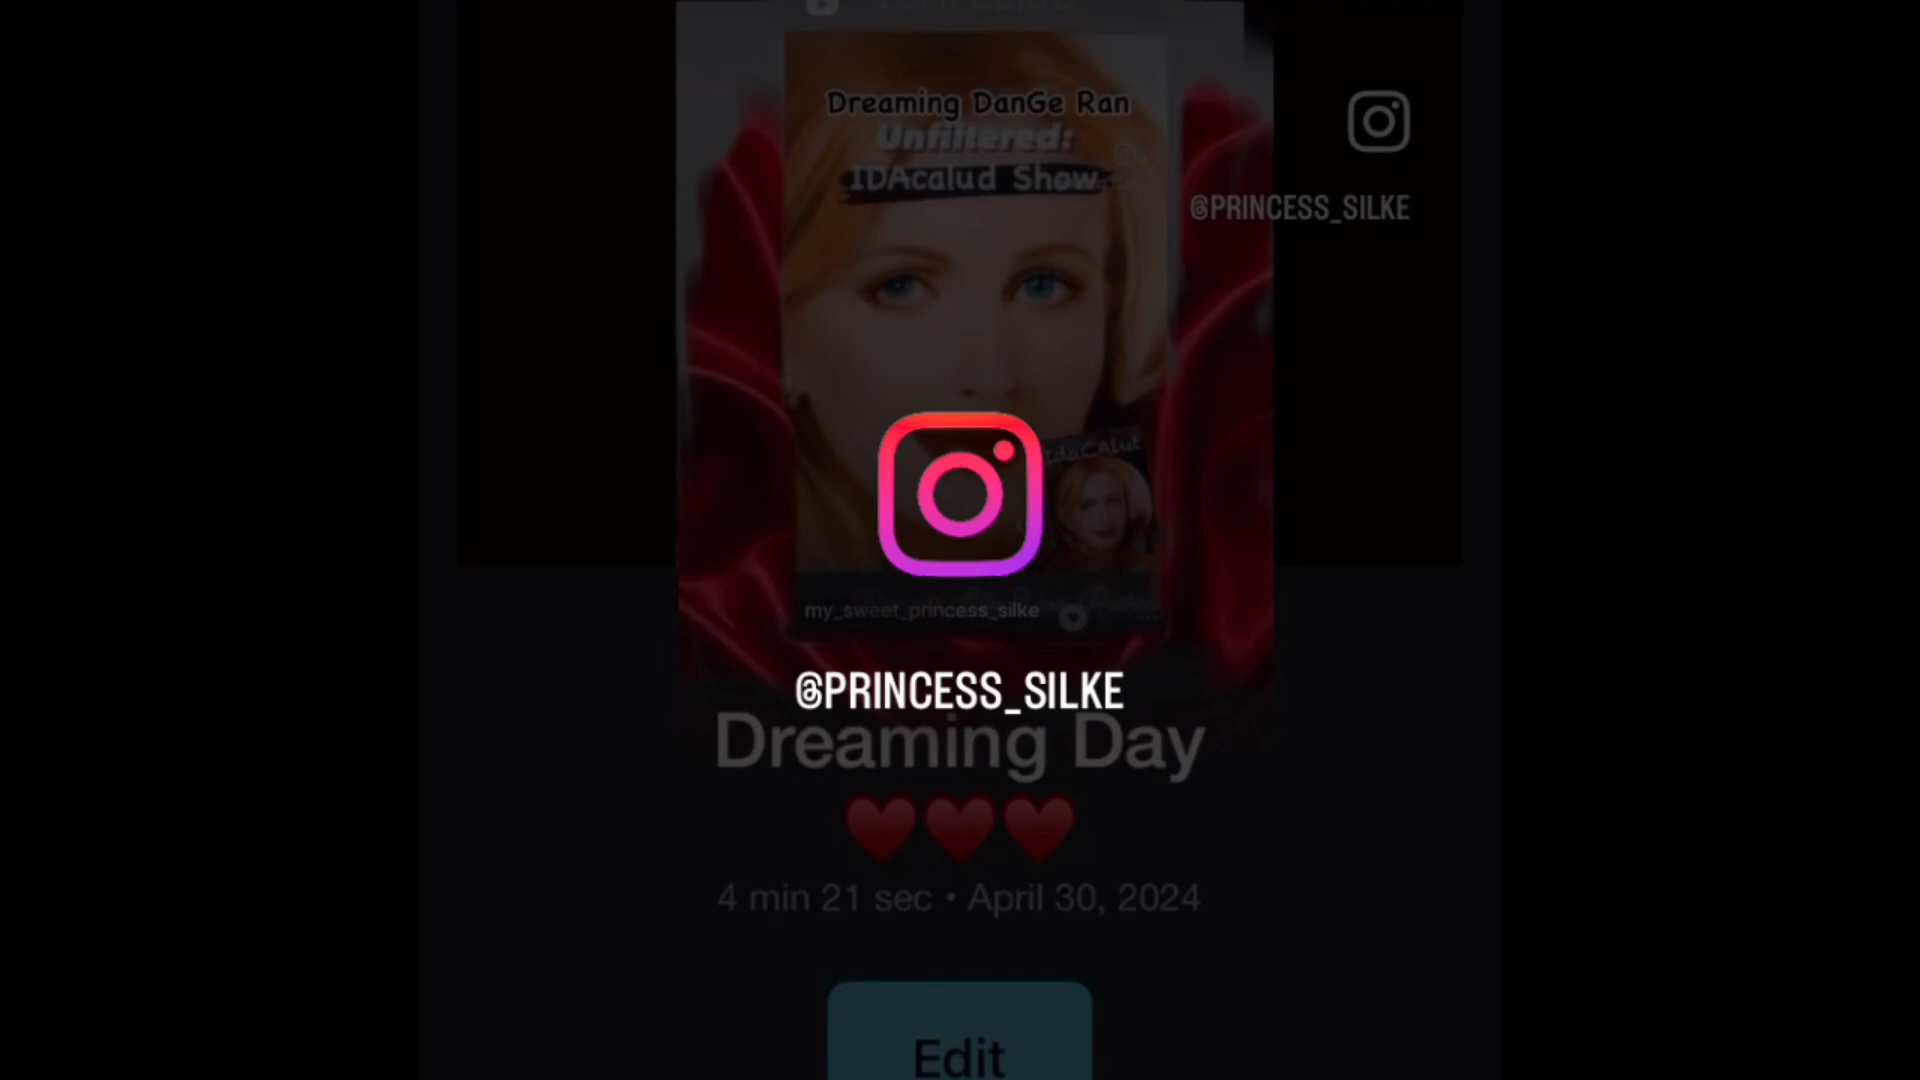 Dreaming DanGe Ran
Unfiltered:
IDAcalud Show
@PRINCESS_SILKE
IdaCAlut
my_sweet_princess_silke
@PRINCESS_SILKE
Dreaming Day
♥️♥️♥️
4 min 21 sec • April 30, 2024
Edit